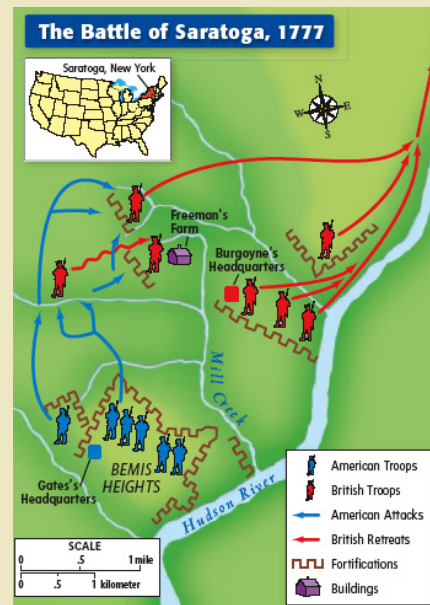 The Battle of Saratoga, 1777
Saratoga, New York
N
W E
S
Freeman's
Farm
Burgoyne's
Headquarters
Mill Creek
BEMIS
HEIGHTS
Gates's
Headquarters
Hudson River
SCALE
0 .5 1 mile
0 .5 1 kilometer
American Troops
British Troops
American Attacks
British Retreats
Fortifications
Buildings